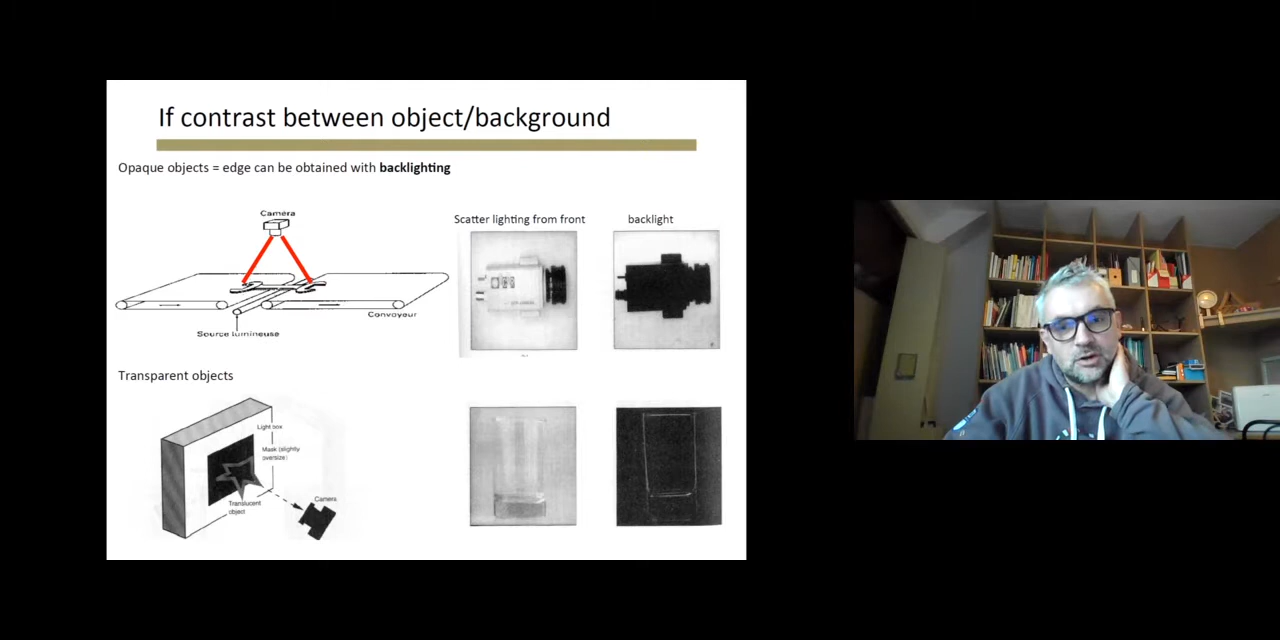 If contrast between object/background
Opaque objects = edge can be obtained with backlighting
Caméra
Convoyeur
Source lumineuse
Scatter lighting from front
backlight
Transparent objects
Light box
Mask (slightly
oversize)
Translucent
object
Camera